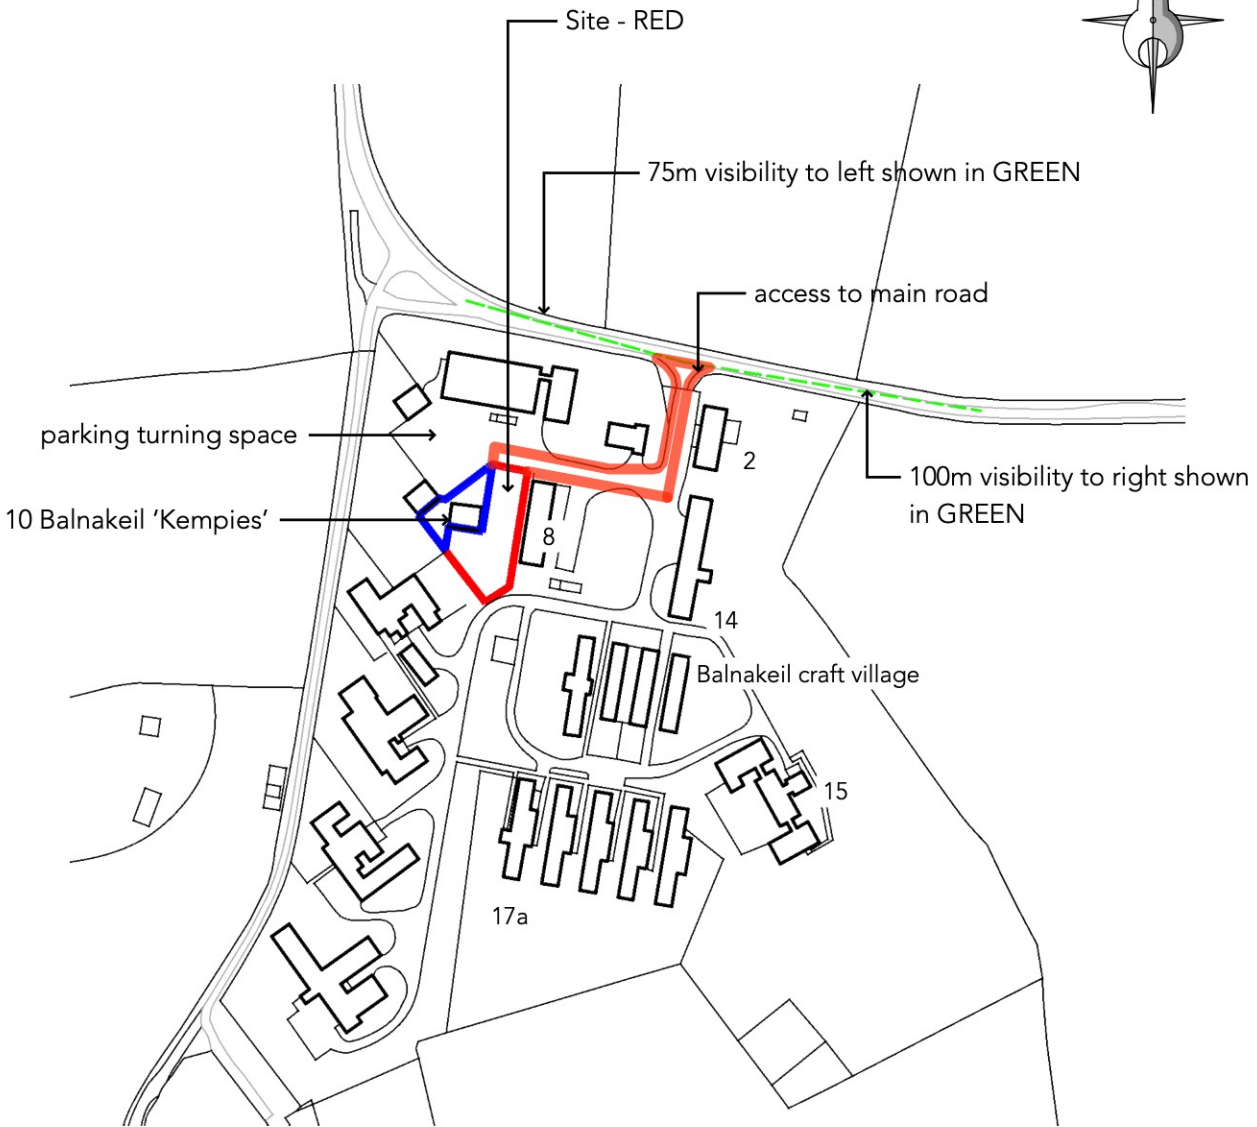 Site - RED
75m visibility to left shown in GREEN
access to main road
parking turning space
2
100m visibility to right shown
in GREEN
10 Balnakeil ‘Kempies’
8
14
Balnakeil craft village
15
17a